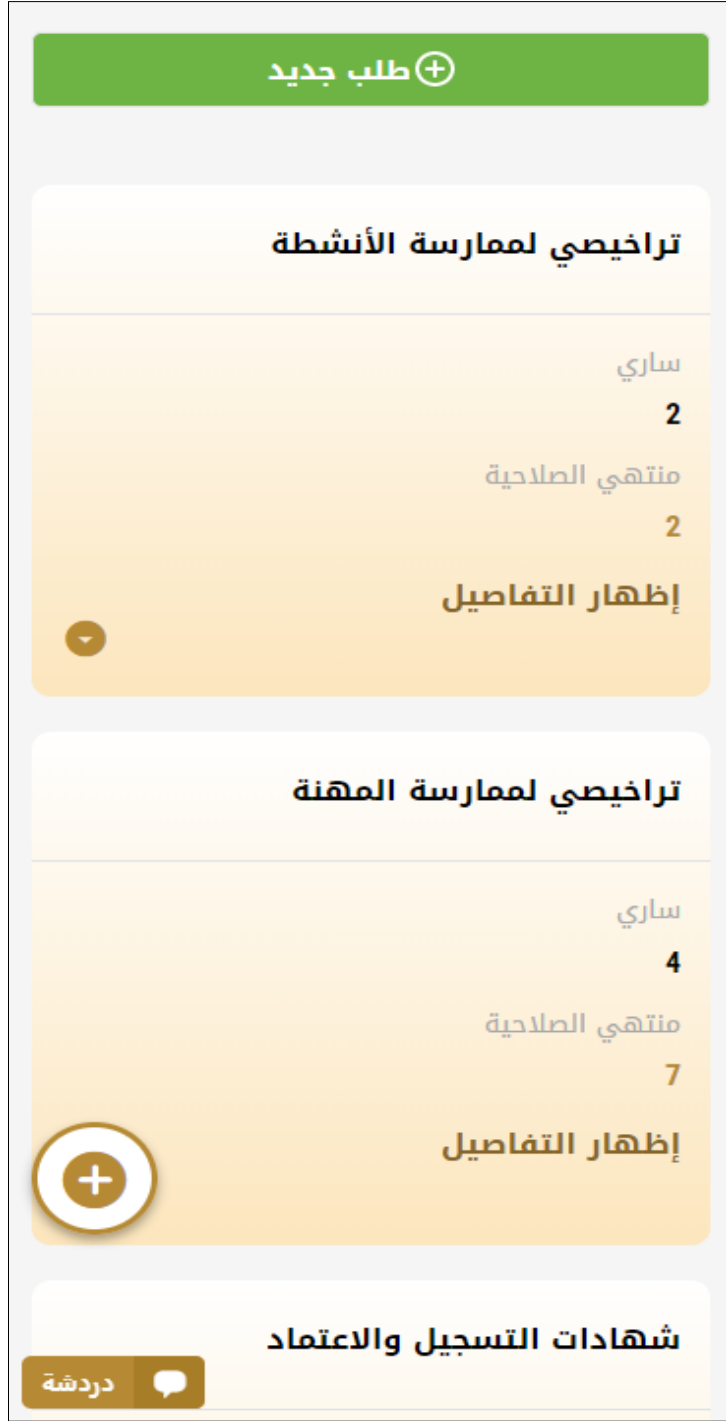 طلب جديد
تراخيصي لممارسة الأنشطة
ساري
2
منتهي الصلاحية
2
إظهار التفاصيل
تراخيصي لممارسة المهنة
ساري
4
منتهي الصلاحية
7
إظهار التفاصيل
شهادات التسجيل والاعتماد
دردشة